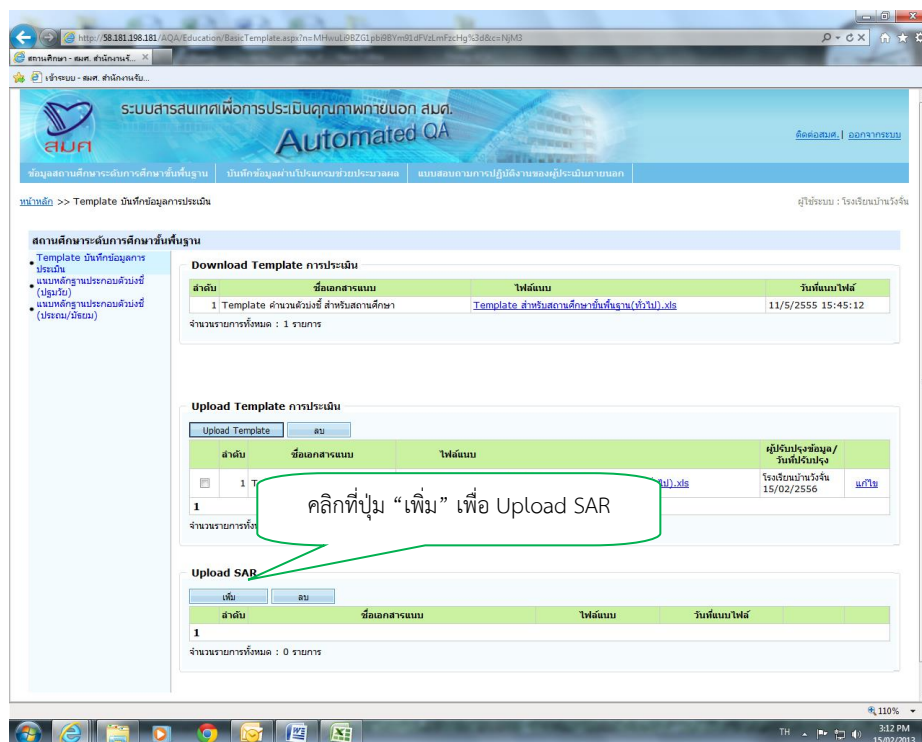 http://58.181.198.181/AQA/Education/BasicTemplate.aspx?n=MHwuLi9BZG1pbi9BYm91dFVzLmFzcHg%3d&c=NjM3
สถานศึกษา - สมศ. สำนักงานรั...
เข้าระบบ - สมศ. สำนักงานรับ...
สมศ
ระบบสารสนเทศเพื่อการประเมินคุณภาพภายนอก สมศ.
Automated QA
ติดต่อสมศ. | ออกจากระบบ
ข้อมูลสถานศึกษาระดับการศึกษาขั้นพื้นฐาน บันทึกข้อมูลผ่านโปรแกรมช่วยประมวลผล แบบสอบถามการปฏิบัติงานของผู้ประเมินภายนอก
หน้าหลัก >> Template บันทึกข้อมูลการประเมิน
ผู้ใช้ระบบ : โรงเรียนบ้านวังจั่น
สถานศึกษาระดับการศึกษาขั้นพื้นฐาน
Template บันทึกข้อมูลการประเมิน
แนบหลักฐานประกอบตัวบ่งชี้ (ปฐมวัย)
แนบหลักฐานประกอบตัวบ่งชี้ (ประถม/มัธยม)
Download Template การประเมิน
ลำดับ ชื่อเอกสารแนบ ไฟล์แนบ วันที่แนบไฟล์
1 Template คำนวนตัวบ่งชี้ สำหรับสถานศึกษา Template สำหรับสถานศึกษาขั้นพื้นฐาน(ทั่วไป).xls 11/5/2555 15:45:12
จำนวนรายการทั้งหมด : 1 รายการ
Upload Template การประเมิน
Upload Template ลบ
ลำดับ ชื่อเอกสารแนบ ไฟล์แนบ ผู้ปรับปรุงข้อมูล/
วันที่ปรับปรุง
1 .xls โรงเรียนบ้านวังจั่น
15/02/2556 แก้ไข
1
คลิกที่ปุ่ม “เพิ่ม” เพื่อ Upload SAR
Upload SAR
เพิ่ม ลบ
ลำดับ ชื่อเอกสารแนบ ไฟล์แนบ วันที่แนบไฟล์
1
จำนวนรายการทั้งหมด : 0 รายการ
110%
TH 3:12 PM
15/02/2013